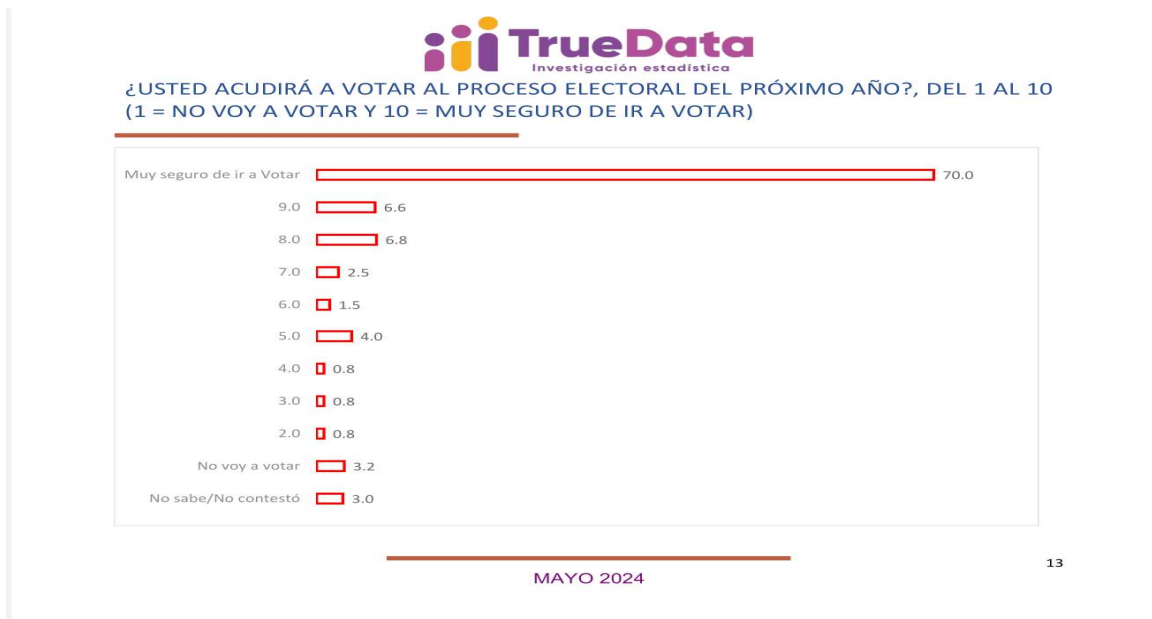 TrueData
Investigación estadística
¿USTED ACUDIRÁ A VOTAR AL PROCESO ELECTORAL DEL PRÓXIMO AÑO?, DEL 1 AL 10
(1 = NO VOY A VOTAR Y 10 = MUY SEGURO DE IR A VOTAR)
Muy seguro de ir a Votar 70.0
9.0 6.6
8.0 6.8
7.0 2.5
6.0 1.5
5.0 4.0
4.0 0.8
3.0 0.8
2.0 0.8
No voy a votar 3.2
No sabe/No contestó 3.0
MAYO 2024
13